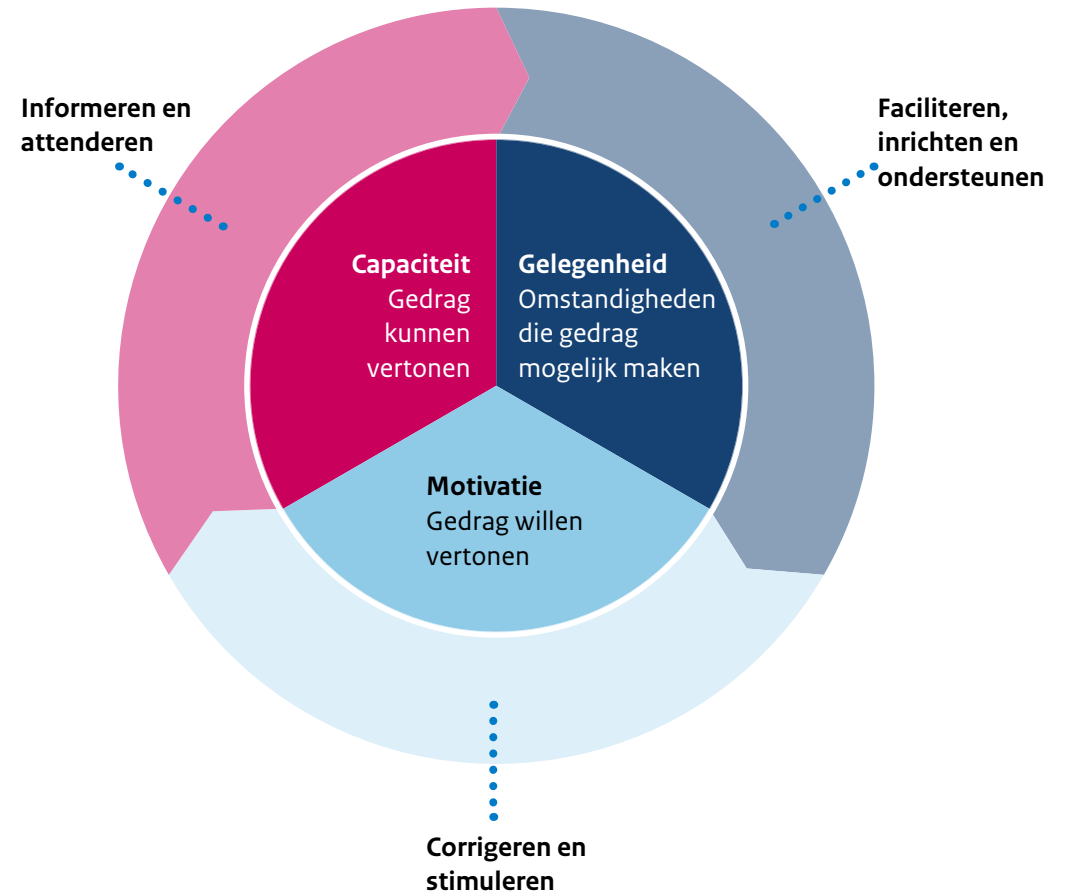 Informeren en
attenderen
Faciliteren,
inrichten en
ondersteunen
Capaciteit
Gedrag
kunnen
vertonen
Gelegenheid
Omstandigheden
die gedrag
mogelijk maken
Motivatie
Gedrag willen
vertonen
Corrigeren en
stimuleren